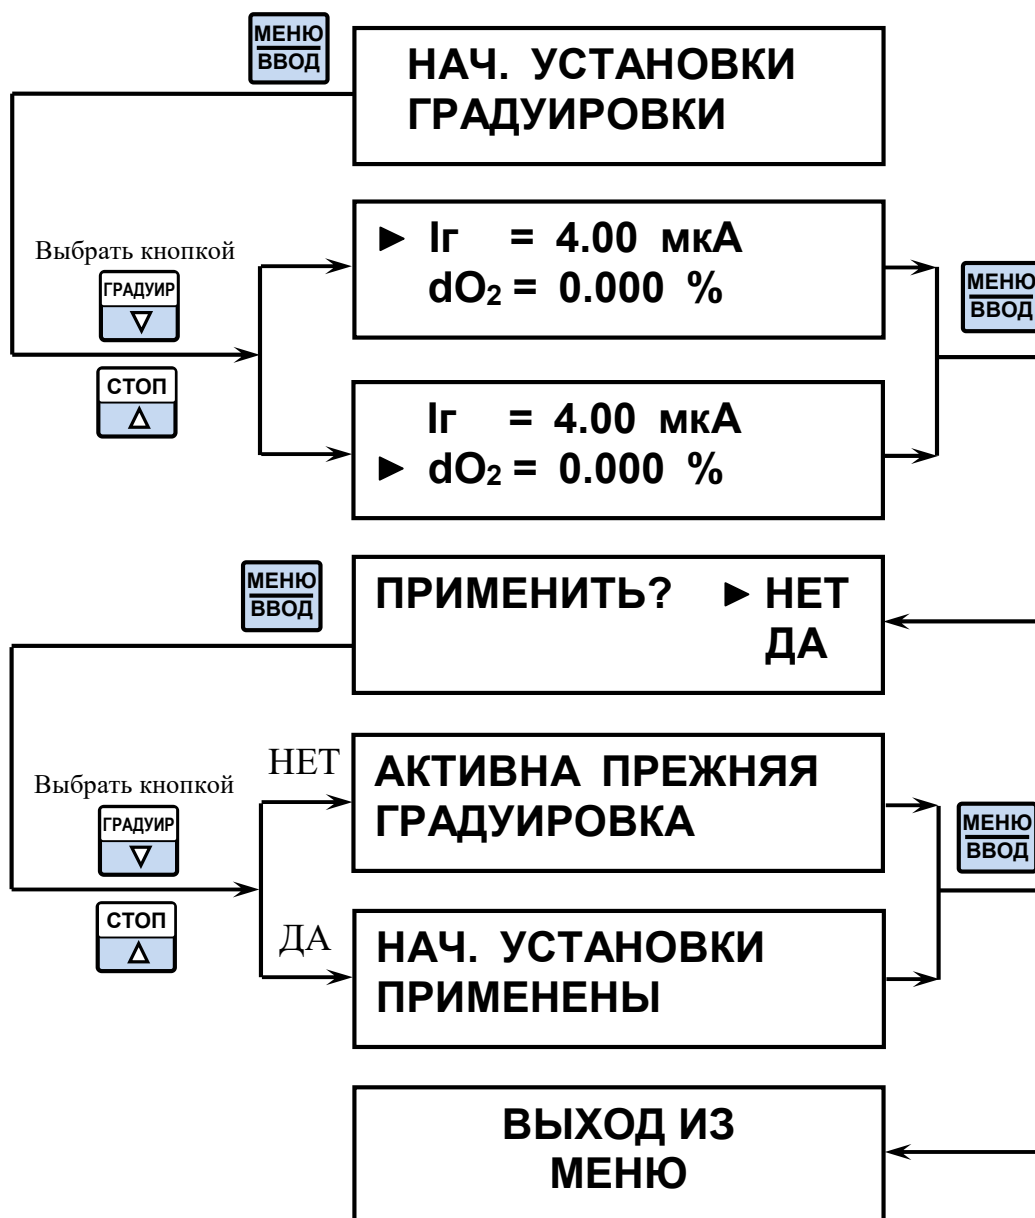 МЕНЮ
ВВОД
НАЧ. УСТАНОВКИ
ГРАДУИРОВКИ
Выбрать кнопкой
ГРАДУИР
СТОП
► Iг = 4.00 мкА
dO₂ = 0.000 %
МЕНЮ
ВВОД
Iг = 4.00 мкА
► dO₂ = 0.000 %
МЕНЮ
ВВОД
ПРИМЕНИТЬ? ► НЕТ
ДА
Выбрать кнопкой
ГРАДУИР
СТОП
НЕТ
АКТИВНА ПРЕЖНЯЯ
ГРАДУИРОВКА
МЕНЮ
ВВОД
ДА
НАЧ. УСТАНОВКИ
ПРИМЕНЕНЫ
ВЫХОД ИЗ
МЕНЮ